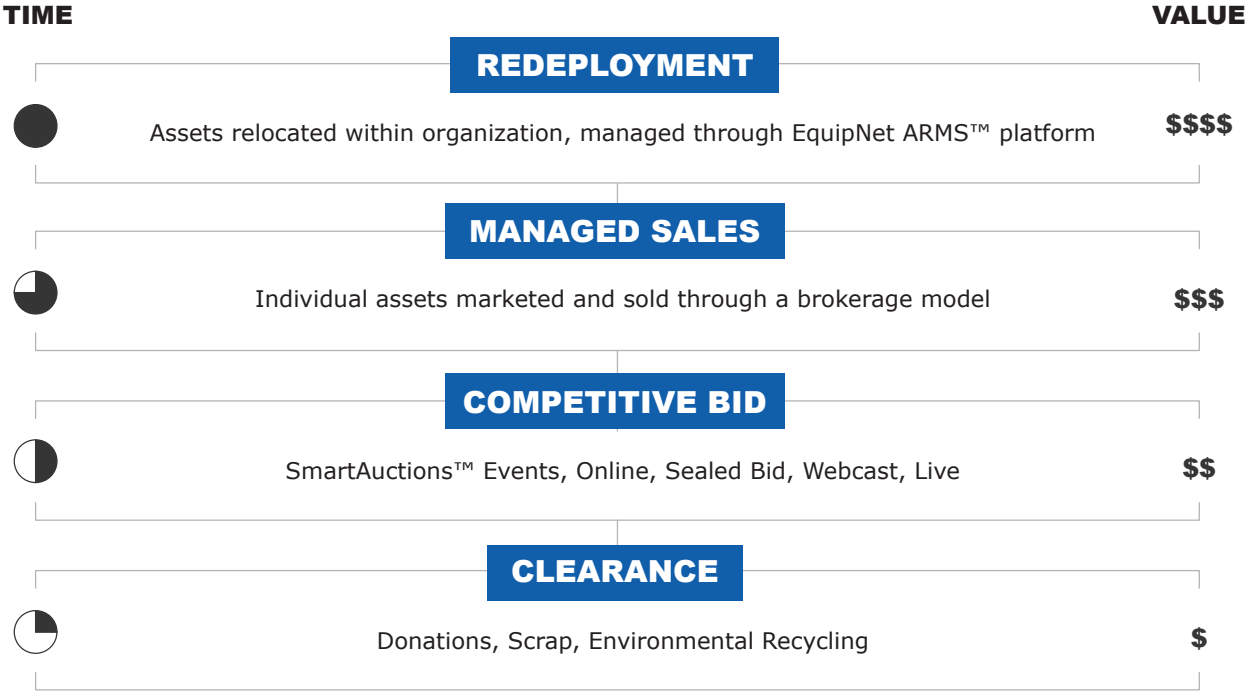 TIME
VALUE
REDEPLOYMENT
Assets relocated within organization, managed through EquipNet ARMS™ platform
$$$$
MANAGED SALES
Individual assets marketed and sold through a brokerage model
$$$
COMPETITIVE BID
SmartAuctions™ Events, Online, Sealed Bid, Webcast, Live
$$
CLEARANCE
Donations, Scrap, Environmental Recycling
$